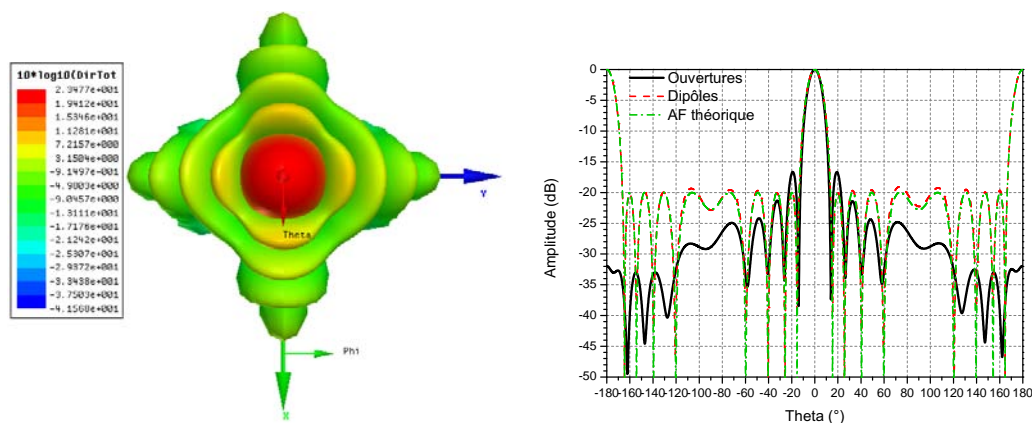 10*log10(DirTot
2.3477e+001
1.9412e+001
1.5346e+001
1.1281e+001
7.2157e+000
3.1504e+000
-9.1497e-001
-4.9803e+000
-9.0457e+000
-1.3111e+001
-1.7176e+001
-2.1242e+001
-2.5307e+001
-2.9372e+001
-3.3438e+001
-3.7503e+001
-4.1568e+001
Y
Theta
Phi
X
Ouvertures
Dipôles
AF théorique
Amplitude (dB)
0
-5
-10
-15
-20
-25
-30
-35
-40
-45
-50
-180 -160 -140 -120 -100 -80 -60 -40 -20 0 20 40 60 80 100 120 140 160 180
Theta (°)